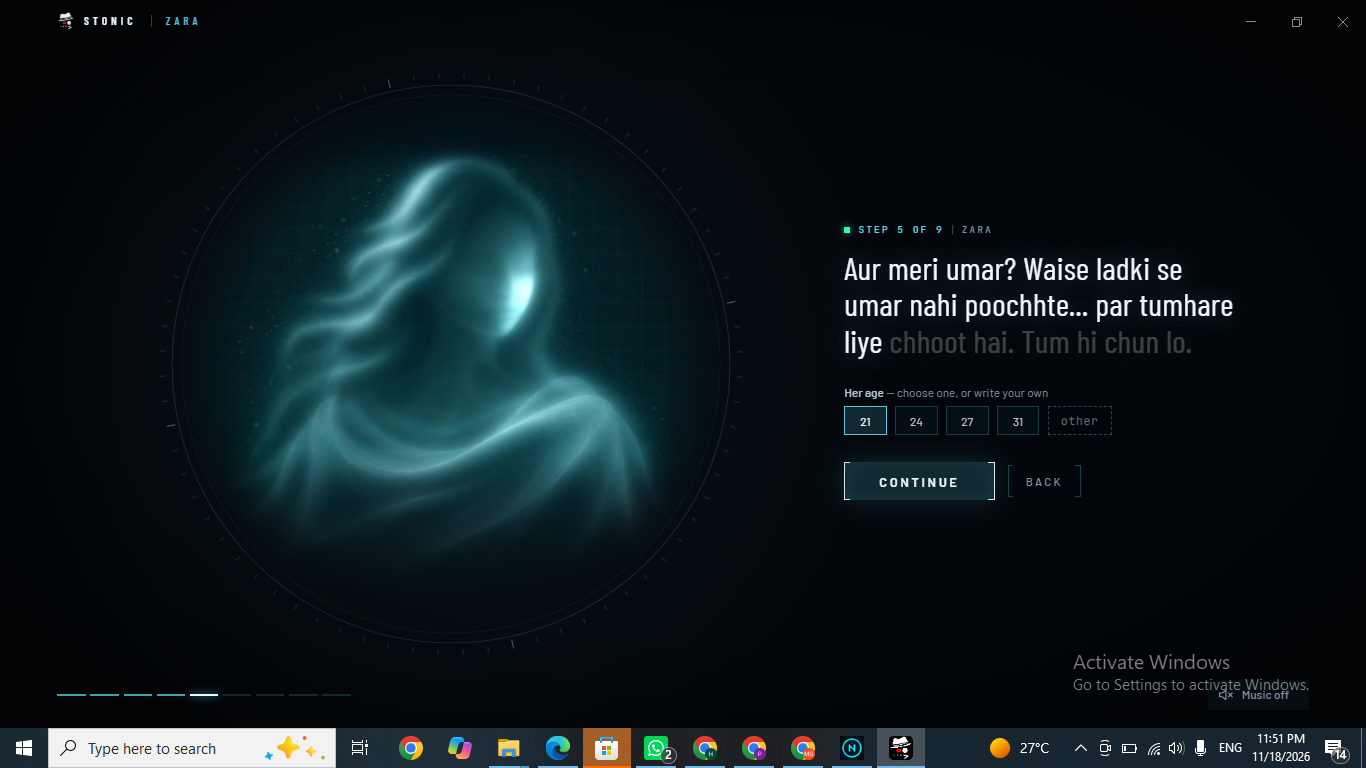 STONIC | ZARA
STEP 5 OF 9 | ZARA
Aur meri umar? Waise ladki se
umar nahi poochhte... par tumhare
liye chhoot hai. Tum hi chun lo.
Her age – choose one, or write your own
21 24 27 31 other
CONTINUE BACK
Activate Windows
Go to Settings to activate Windows.
Music off
Type here to search
2
H
P
MS
N
27°C
ENG
11:51 PM
11/18/2026
14